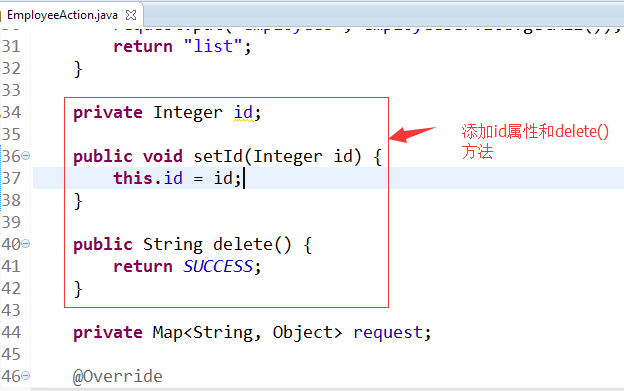 EmployeeAction.java
31 return "list";
32 }
33
34 private Integer id;
35
36 public void setId(Integer id) {
37 this.id = id;
38 }
39
40 public String delete() {
41 return SUCCESS;
42 }
43
44 private Map<String, Object> request;
45
46 @Override
添加id属性和delete()
方法